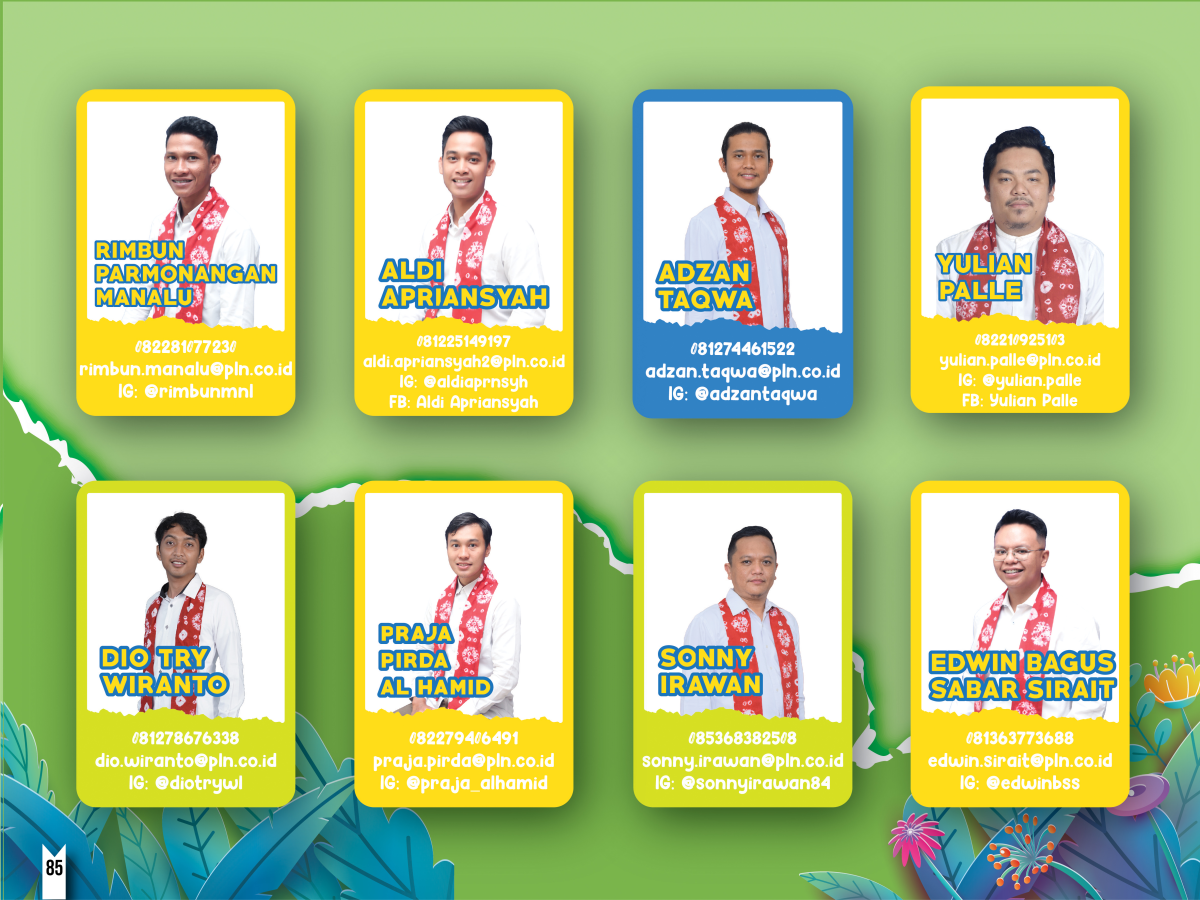 RIMBUN
PARMONANGAN
MANALU
082281077230
rimbun.manalu@pln.co.id
IG: @rimbunmnl
ALDI
APRIANSYAH
081225149197
aldi.apriansyah2@pln.co.id
IG: @aldiaprnsyh
FB: Aldi Apriansyah
ADZAN
TAQWA
081274461522
adzan.taqwa@pln.co.id
IG: @adzantaqwa
YULIAN
PALLE
082210925103
yulian.palle@pln.co.id
IG: @yulian.palle
FB: Yulian Palle
DIO TRY
WIRANTO
081278676338
dio.wiranto@pln.co.id
IG: @diotrywl
PRAJA
PIRDA
AL HAMID
082279406491
praja.pirda@pln.co.id
IG: @praja_alhamid
SONNY
IRAWAN
085368382508
sonny.irawan@pln.co.id
IG: @sonnyirawan84
EDWIN BAGUS
SABAR SIRAIT
081363773688
edwin.sirait@pln.co.id
IG: @edwinbss
85